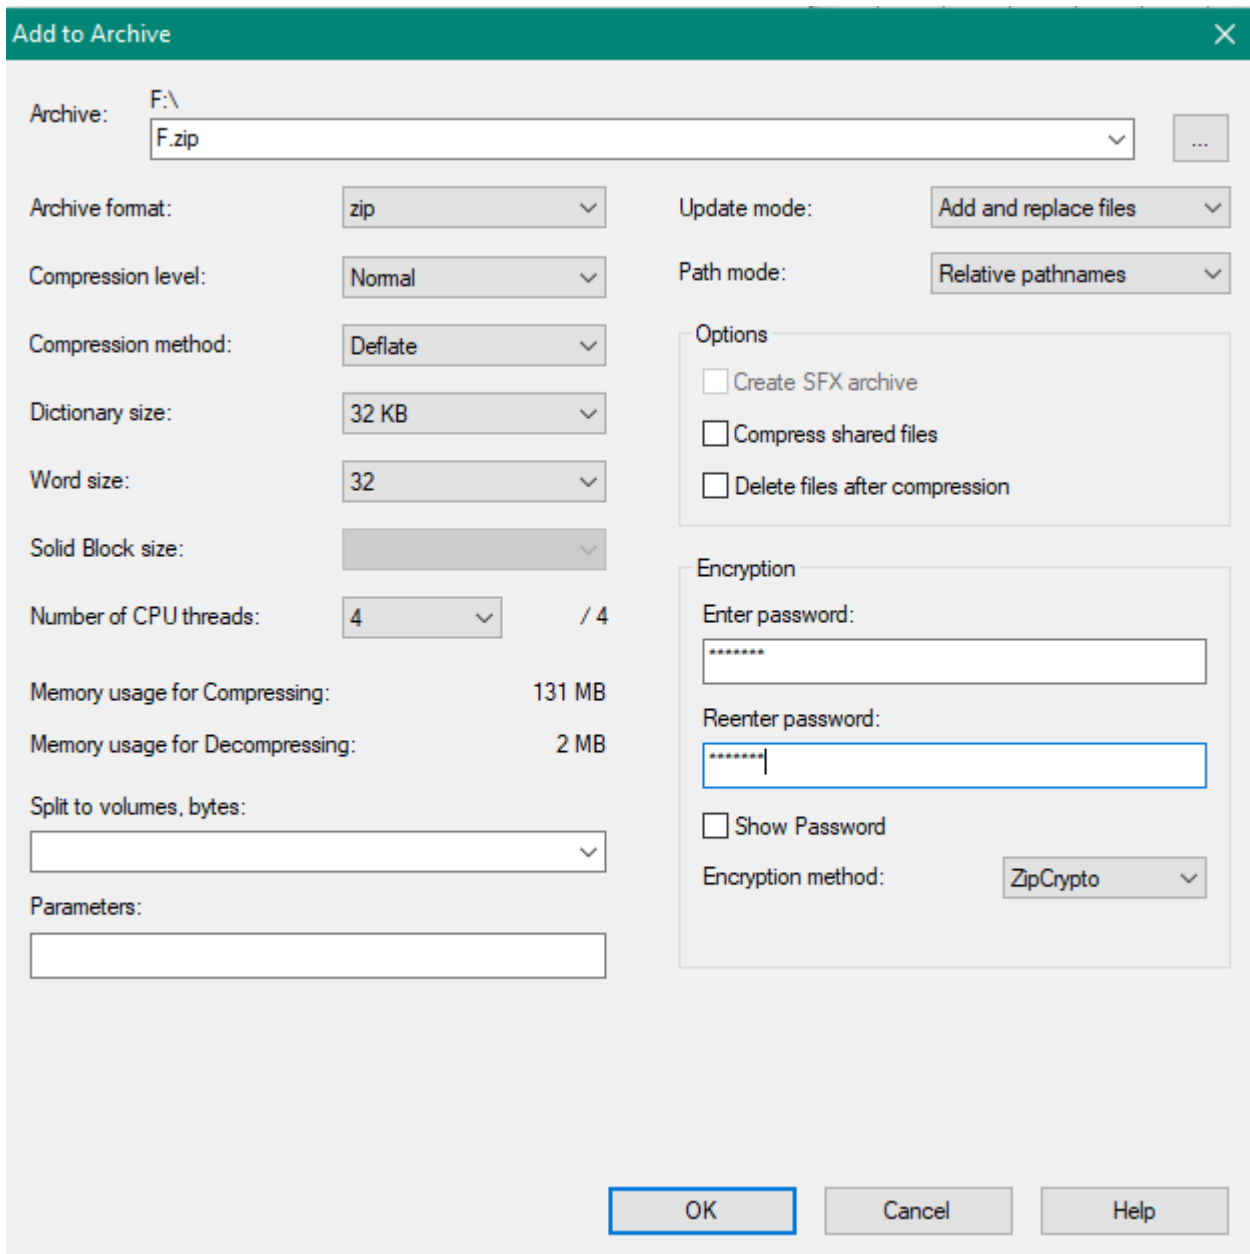 Add to Archive
Archive:
F:\
F.zip
...
Archive format:
zip
Compression level:
Normal
Compression method:
Deflate
Dictionary size:
32 KB
Word size:
32
Solid Block size:
Number of CPU threads:
4
/ 4
Memory usage for Compressing:
131 MB
Memory usage for Decompressing:
2 MB
Split to volumes, bytes:
Parameters:
Update mode:
Add and replace files
Path mode:
Relative pathnames
Options
Create SFX archive
Compress shared files
Delete files after compression
Encryption
Enter password:
*******
Reenter password:
*******
Show Password
Encryption method:
ZipCrypto
OK
Cancel
Help